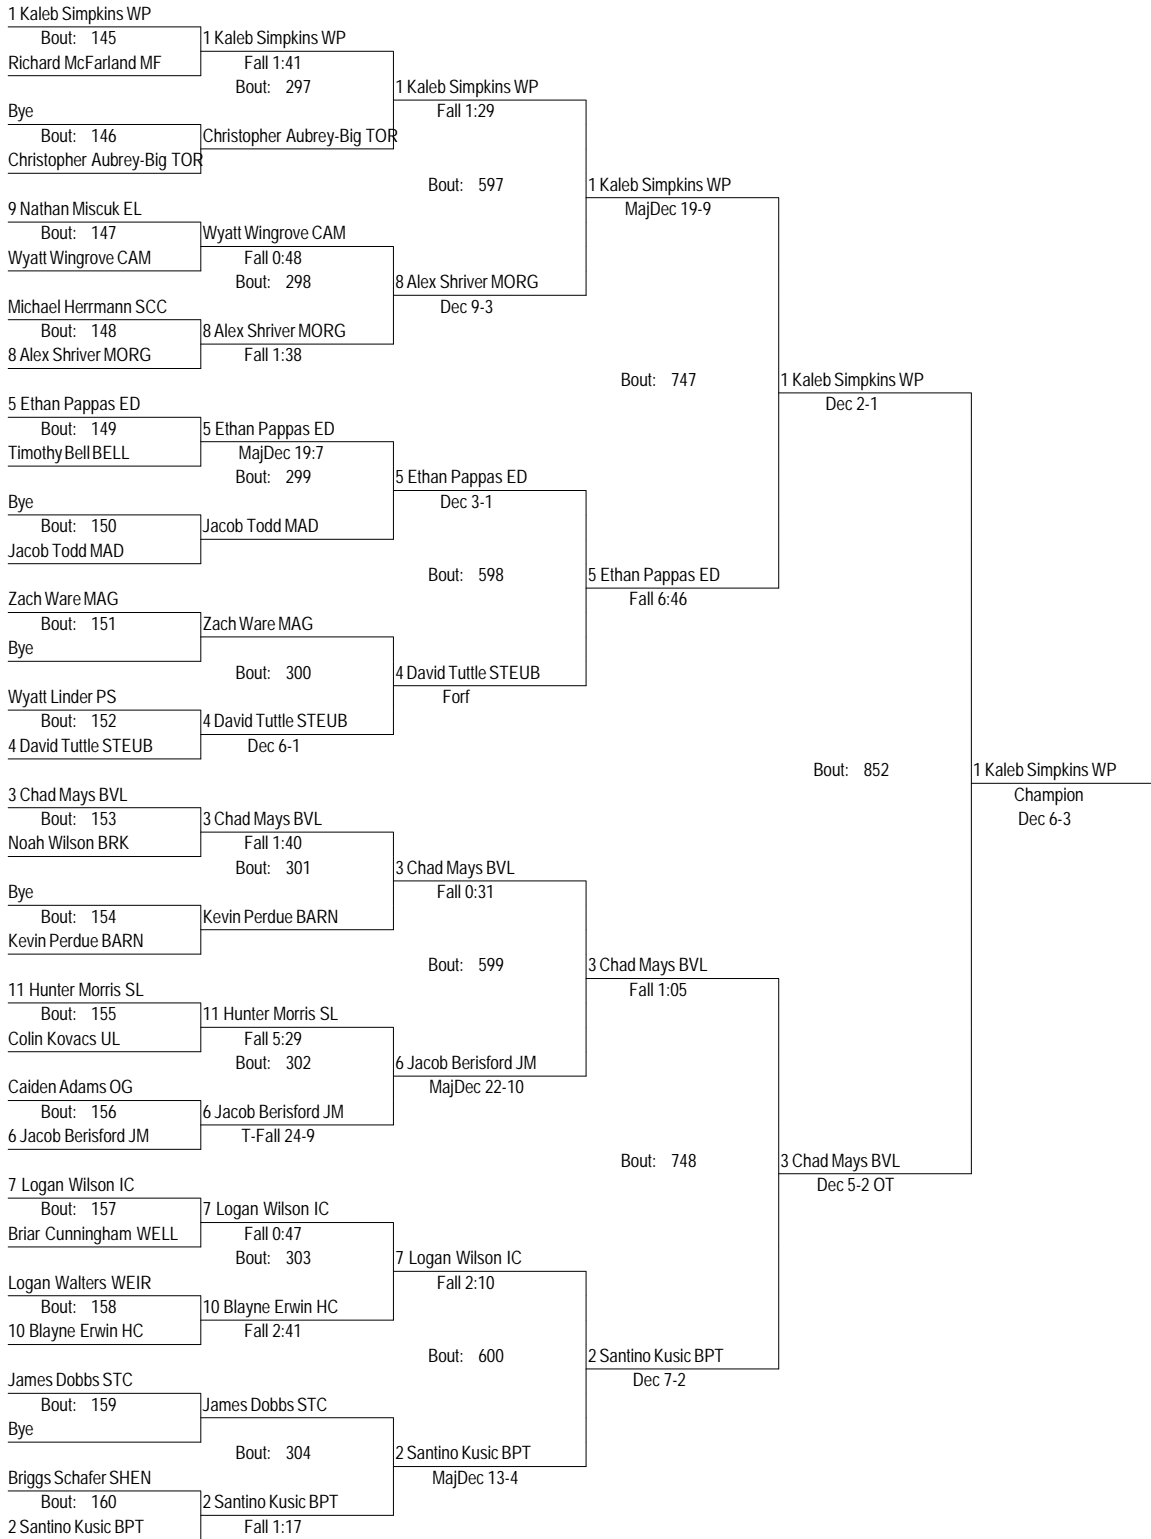 1 Kaleb Simpkins WP
Bout: 145
Richard McFarland MF
1 Kaleb Simpkins WP
Fall 1:41
Bout: 297
Bye
Bout: 146
Christopher Aubrey-Big TOR
Christopher Aubrey-Big TOR
1 Kaleb Simpkins WP
Fall 1:29
Bout: 597
9 Nathan Miscuk EL
Bout: 147
Wyatt Wingrove CAM
Wyatt Wingrove CAM
Fall 0:48
Bout: 298
Michael Herrmann SCC
Bout: 148
8 Alex Shriver MORG
8 Alex Shriver MORG
Fall 1:38
8 Alex Shriver MORG
Dec 9-3
1 Kaleb Simpkins WP
MajDec 19-9
Bout: 747
5 Ethan Pappas ED
Bout: 149
Timothy Bell BELL
5 Ethan Pappas ED
MajDec 19:7
Bout: 299
Bye
Bout: 150
Jacob Todd MAD
Jacob Todd MAD
5 Ethan Pappas ED
Dec 3-1
Bout: 598
Zach Ware MAG
Bout: 151
Bye
Zach Ware MAG
Bout: 300
Wyatt Linder PS
Bout: 152
4 David Tuttle STEUB
4 David Tuttle STEUB
Dec 6-1
4 David Tuttle STEUB
Forf
5 Ethan Pappas ED
Fall 6:46
1 Kaleb Simpkins WP
Dec 2-1
Bout: 852
3 Chad Mays BVL
Bout: 153
Noah Wilson BRK
3 Chad Mays BVL
Fall 1:40
Bout: 301
Bye
Bout: 154
Kevin Perdue BARN
Kevin Perdue BARN
3 Chad Mays BVL
Fall 0:31
Bout: 599
11 Hunter Morris SL
Bout: 155
Colin Kovacs UL
11 Hunter Morris SL
Fall 5:29
Bout: 302
Caiden Adams OG
Bout: 156
6 Jacob Berisford JM
6 Jacob Berisford JM
T-Fall 24-9
6 Jacob Berisford JM
MajDec 22-10
3 Chad Mays BVL
Fall 1:05
Bout: 748
7 Logan Wilson IC
Bout: 157
Briar Cunningham WELL
7 Logan Wilson IC
Fall 0:47
Bout: 303
Logan Walters WEIR
Bout: 158
10 Blayne Erwin HC
10 Blayne Erwin HC
Fall 2:41
7 Logan Wilson IC
Fall 2:10
Bout: 600
James Dobbs STC
Bout: 159
Bye
James Dobbs STC
Bout: 304
Briggs Schafer SHEN
Bout: 160
2 Santino Kusic BPT
2 Santino Kusic BPT
Fall 1:17
2 Santino Kusic BPT
MajDec 13-4
2 Santino Kusic BPT
Dec 7-2
3 Chad Mays BVL
Dec 5-2 OT
1 Kaleb Simpkins WP
Champion
Dec 6-3